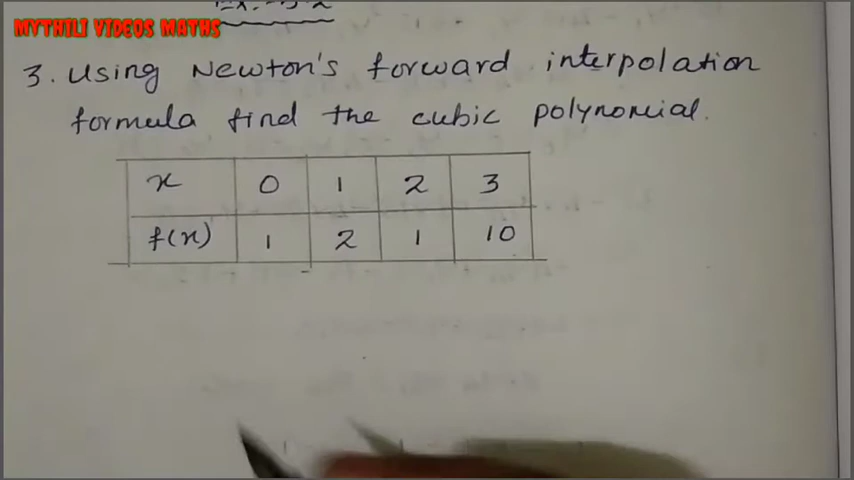 MYTHILI VIDEOS MATHS
3. Using Newton's forward interpolation
formula find the cubic polynomial.
x 0 1 2 3
f(x) 1 2 1 10